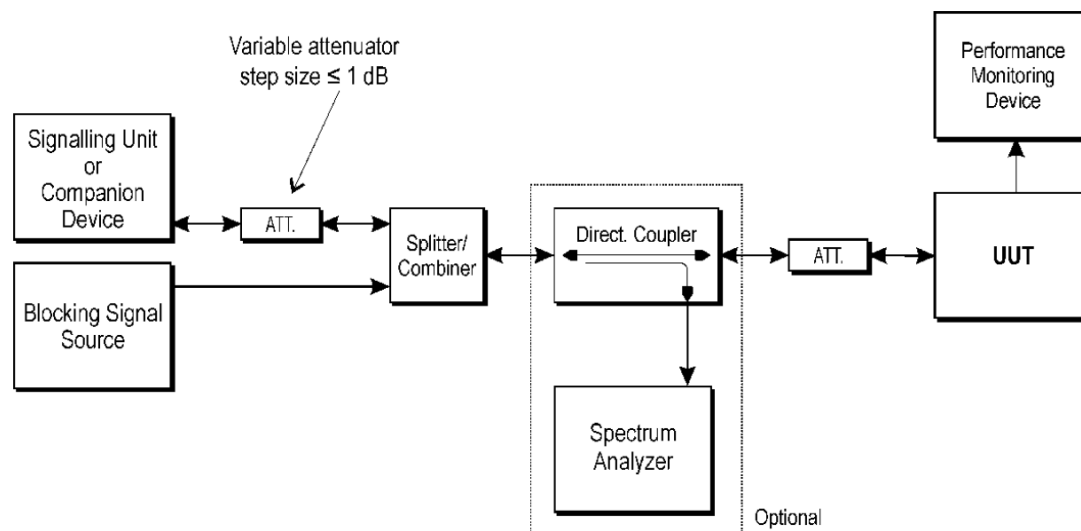 Variable attenuator
step size ≤ 1 dB
Performance
Monitoring
Device
Signalling Unit
or
Companion
Device
ATT.
Splitter/
Combiner
Direct. Coupler
ATT.
UUT
Blocking Signal
Source
Spectrum
Analyzer
Optional